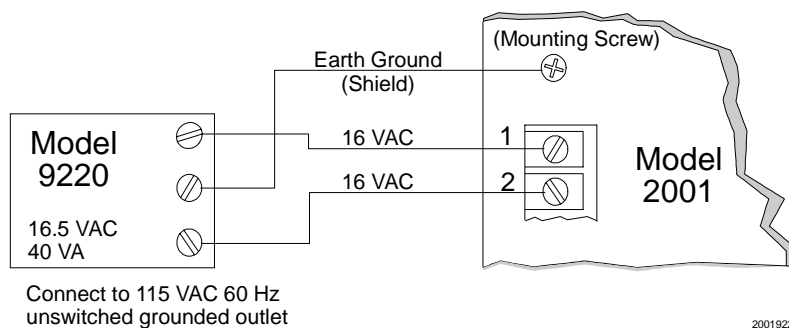 (Mounting Screw)
Earth Ground
(Shield)
16 VAC
1
Model
9220
16 VAC
2
Model
2001
16.5 VAC
40 VA
Connect to 115 VAC 60 Hz
unswitched grounded outlet